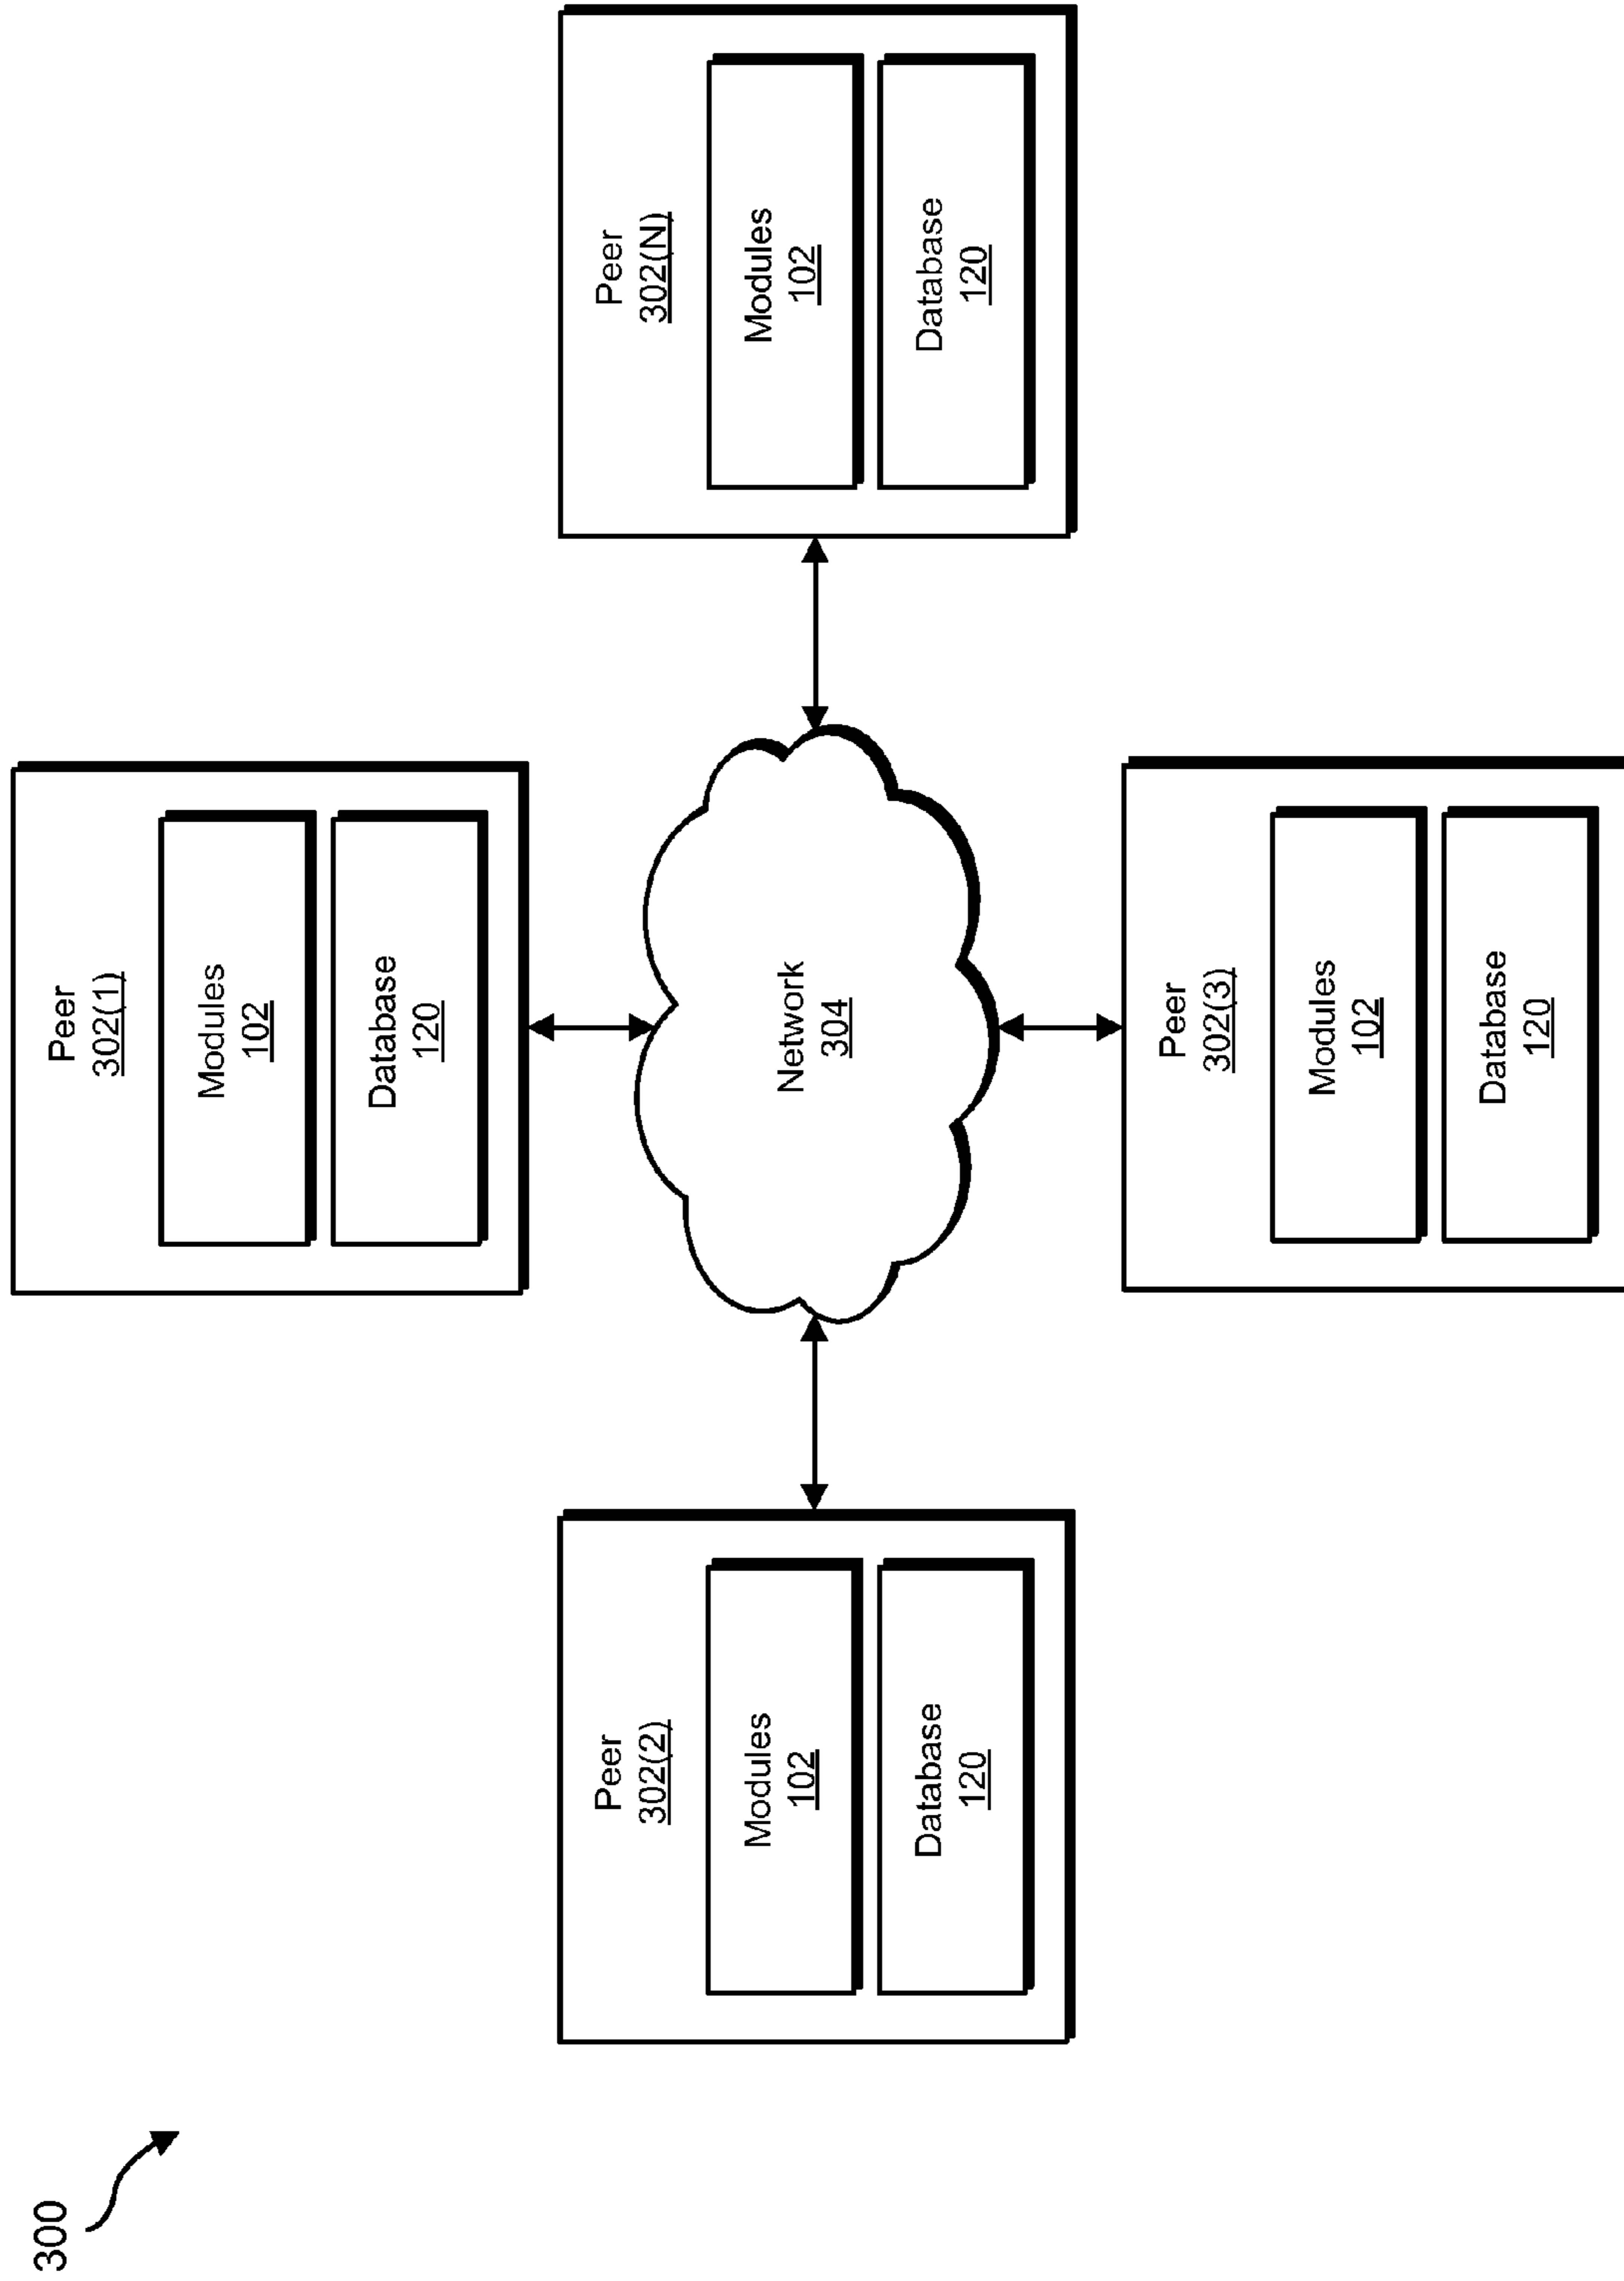 300
Peer
302(1)
Modules
102
Database
120
Peer
302(2)
Modules
102
Database
120
Network
304
Peer
302(N)
Modules
102
Database
120
Peer
302(3)
Modules
102
Database
120